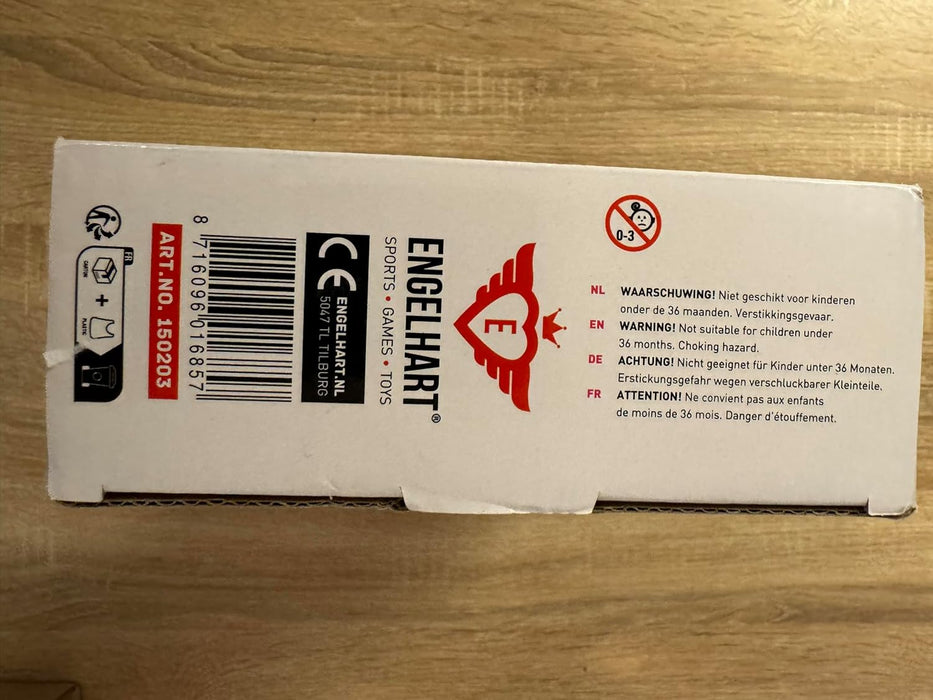 0-3
NL WAARSCHUWING! Niet geschikt voor kinderen
onder de 36 maanden. Verstikkingsgevaar.
EN WARNING! Not suitable for children under
36 months. Choking hazard.
DE ACHTUNG! Nicht geeignet für Kinder unter 36 Monaten.
Erstickungsgefahr wegen verschluckbarer Kleinteile.
FR ATTENTION! Ne convient pas aux enfants
de moins de 36 mois. Danger d'étouffement.
E
ENGELHART®
SPORTS • GAMES • TOYS
CE
ENGELHART.NL
5047 TL TILBURG
8 716096 016857
ART.NO. 150203
FR
CARTON
+
PLASTIC